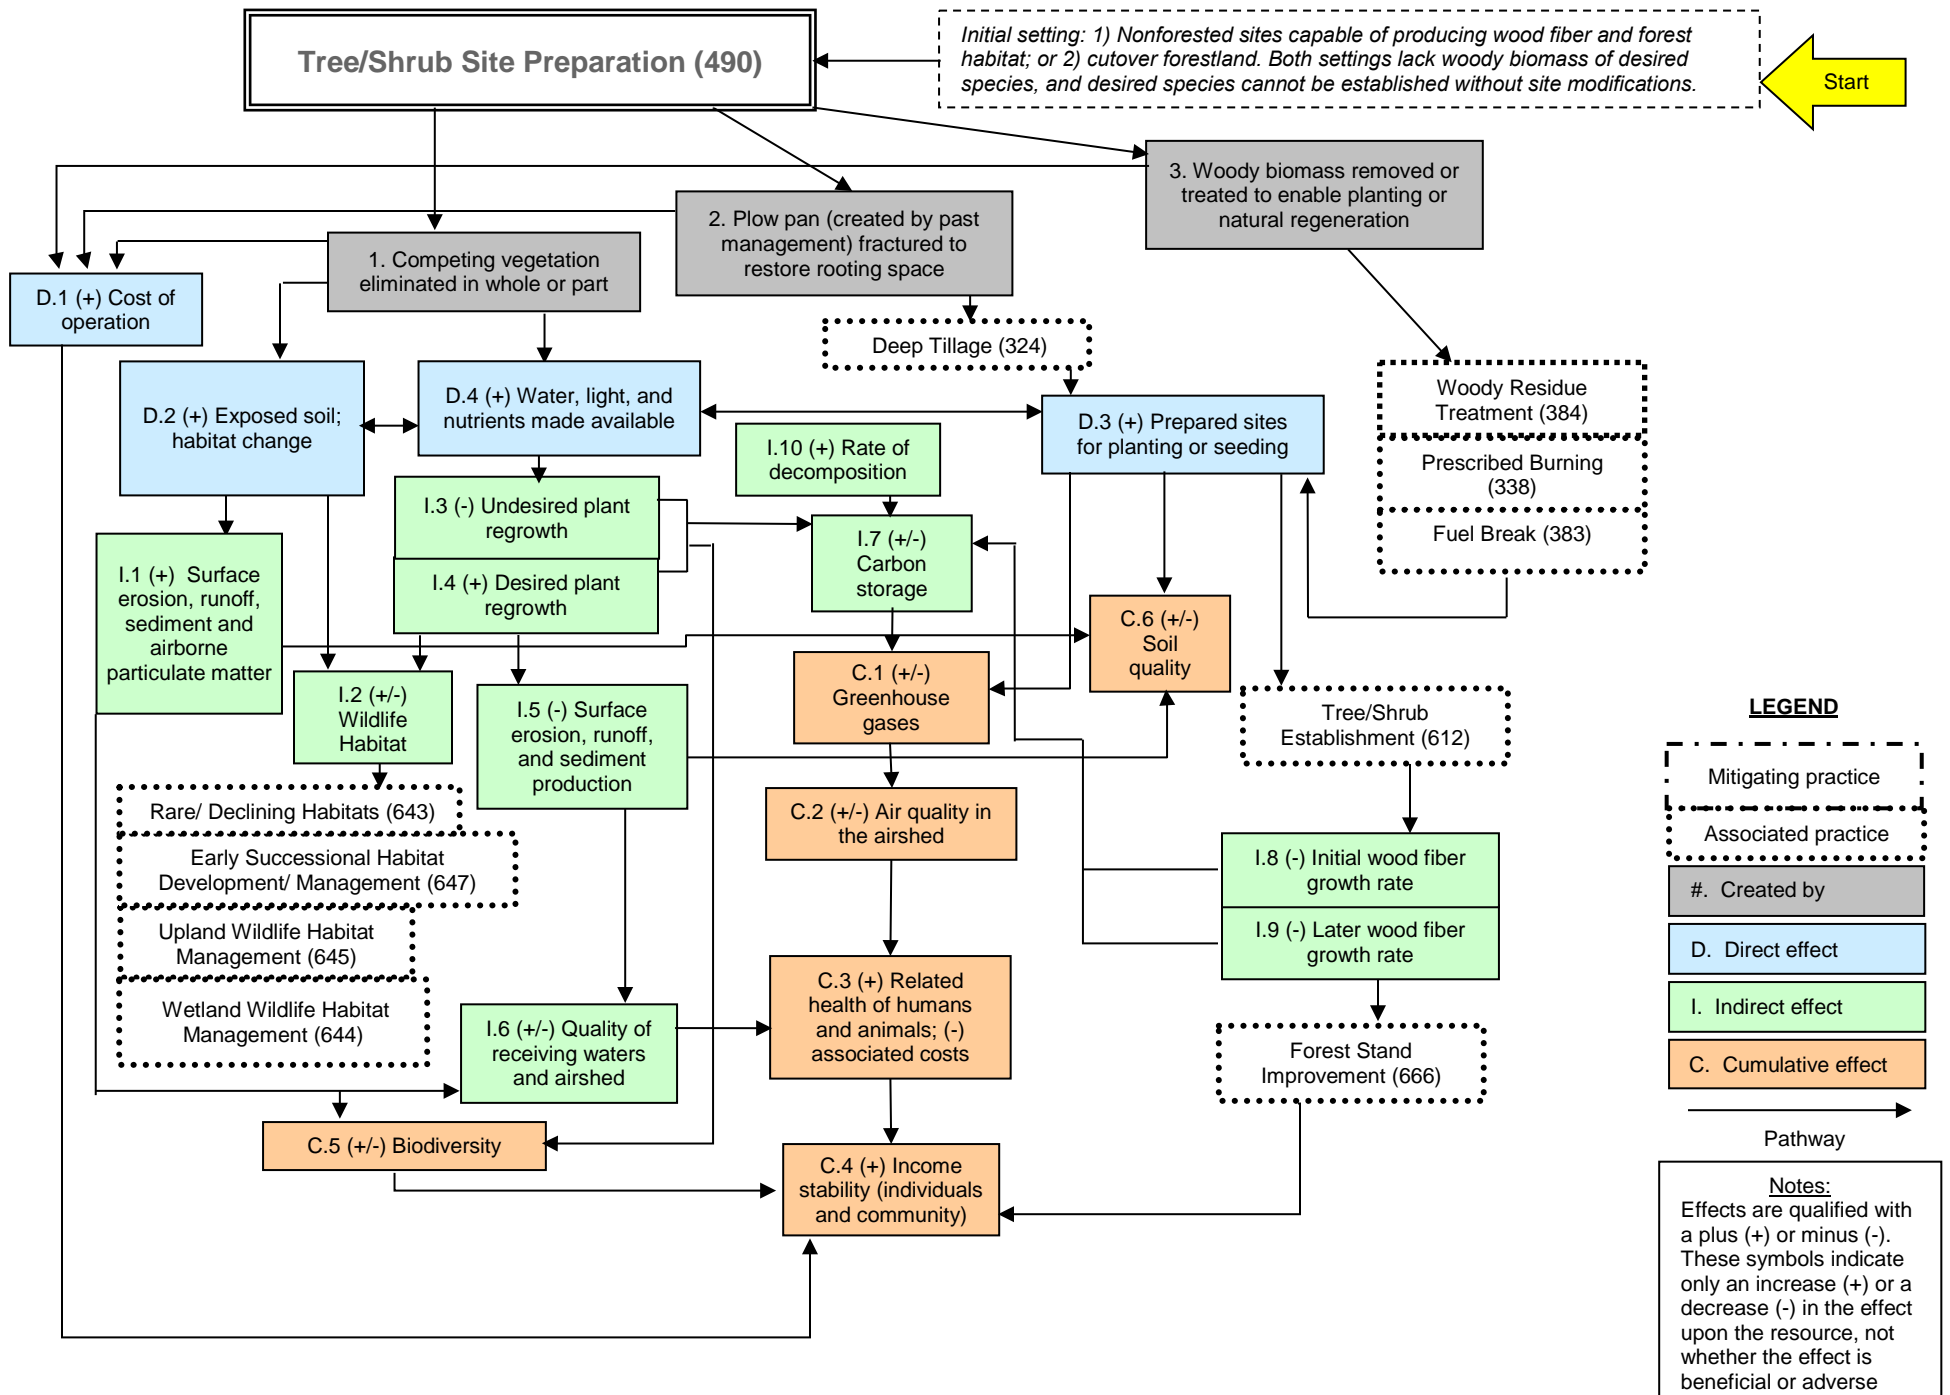 Tree/Shrub Site Preparation (490)
Initial setting: 1) Nonforested sites capable of producing wood fiber and forest
habitat; or 2) cutover forestland. Both settings lack woody biomass of desired
species, and desired species cannot be established without site modifications.
Start
3. Woody biomass removed or
treated to enable planting or
natural regeneration
2. Plow pan (created by past
management) fractured to
restore rooting space
1. Competing vegetation
eliminated in whole or part
D.1 (+) Cost of
operation
Deep Tillage (324)
D.2 (+) Exposed soil;
habitat change
D.4 (+) Water, light, and
nutrients made available
D.3 (+) Prepared sites
for planting or seeding
Woody Residue
Treatment (384)
Prescribed Burning
(338)
Fuel Break (383)
I.10 (+) Rate of
decomposition
I.3 (-) Undesired plant
regrowth
I.4 (+) Desired plant
regrowth
I.7 (+/-)
Carbon
storage
I.1 (+)  Surface
erosion, runoff,
sediment and
airborne
particulate matter
C.6 (+/-)
Soil
quality
I.2 (+/-)
Wildlife
Habitat
I.5 (-) Surface
erosion, runoff,
and sediment
production
C.1 (+/-)
Greenhouse
gases
Tree/Shrub
Establishment (612)
C.2 (+/-) Air quality in
the airshed
Rare/ Declining Habitats (643)
Early Successional Habitat
Development/ Management (647)
Upland Wildlife Habitat
Management (645)
Wetland Wildlife Habitat
Management (644)
I.8 (-) Initial wood fiber
growth rate
I.9 (-) Later wood fiber
growth rate
I.6 (+/-) Quality of
receiving waters
and airshed
C.3 (+) Related
health of humans
and animals; (-)
associated costs
Forest Stand
Improvement (666)
C.5 (+/-) Biodiversity
C.4 (+) Income
stability (individuals
and community)
LEGEND
Mitigating practice
Associated practice
#.  Created by
D.  Direct effect
I.  Indirect effect
C.  Cumulative effect
Pathway
Notes:
Effects are qualified with
a plus (+) or minus (-).
These symbols indicate
only an increase (+) or a
decrease (-) in the effect
upon the resource, not
whether the effect is
beneficial or adverse